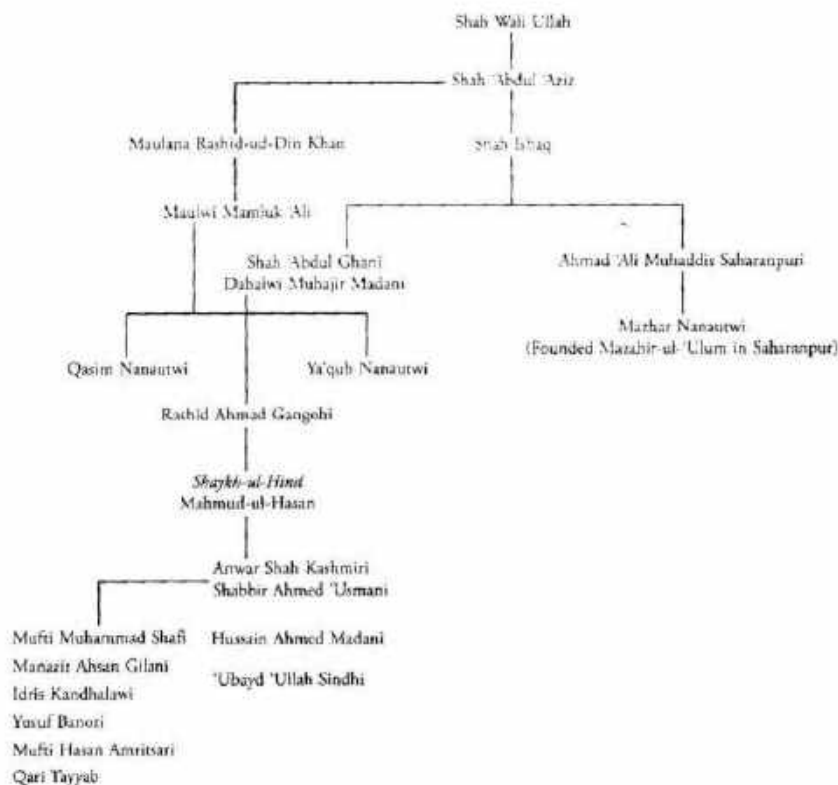 Shah Wali 'Ullah
Shah 'Abdul 'Aziz
Maulana Rashid-ud-Din Khan
Shah Ishaq
Maulwi Mamluk 'Ali
Shah 'Abdul Ghani
Dahalwi Muhajir Madani
Ahmad 'Ali Muhaddis Saharanpuri
Mazhar Nanautwi
(Founded Mazahir-ul-'Ulum in Saharanpur)
Qasim Nanautwi
Ya'qub Nanautwi
Rashid Ahmad Gangohi
Shaykh-ul-Hind
Mahmud-ul-Hasan
Anwar Shah Kashmiri
Shabbir Ahmed 'Usmani
Mufti Muhammad Shafi
Hussain Ahmed Madani
Manazir Ahsan Gilani
'Ubayd 'Ullah Sindhi
Idris Kandhalawi
Yusuf Banori
Mufti Hasan Amritsari
Qari Tayyab